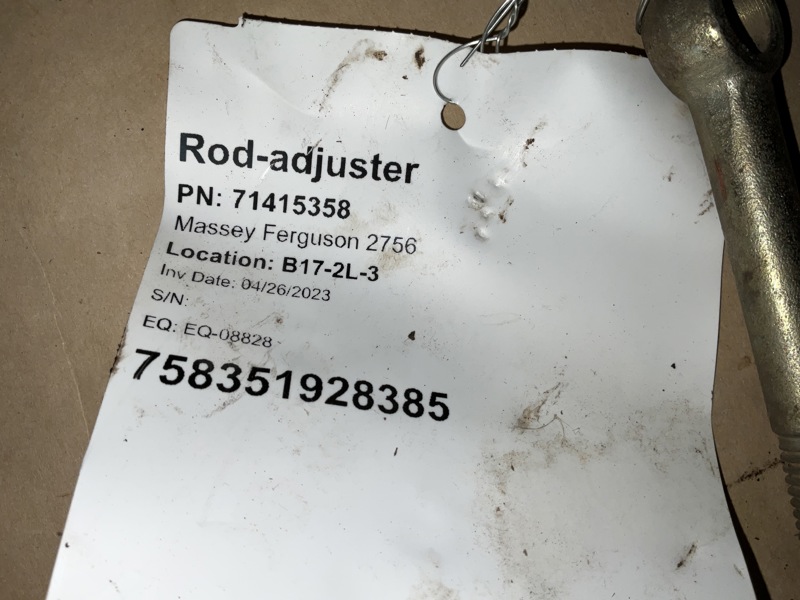 Rod-adjuster
PN: 71415358
Massey Ferguson 2756
Location: B17-2L-3
Inv Date: 04/26/2023
S/N:
EQ: EQ-08828
758351928385